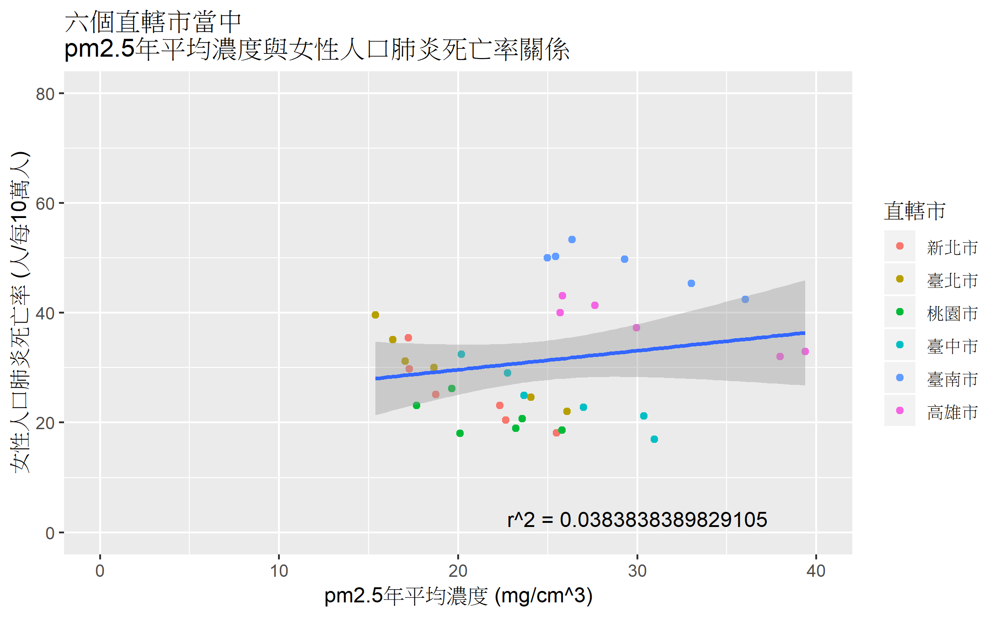 六個直轄市當中
pm2.5年平均濃度與女性人口肺炎死亡率關係
女性人口肺炎死亡率 (人/每10萬人)
80
60
40
20
0
r^2 = 0.0383838389829105
0 10 20 30 40
pm2.5年平均濃度 (mg/cm^3)
直轄市
新北市
臺北市
桃園市
臺中市
臺南市
高雄市